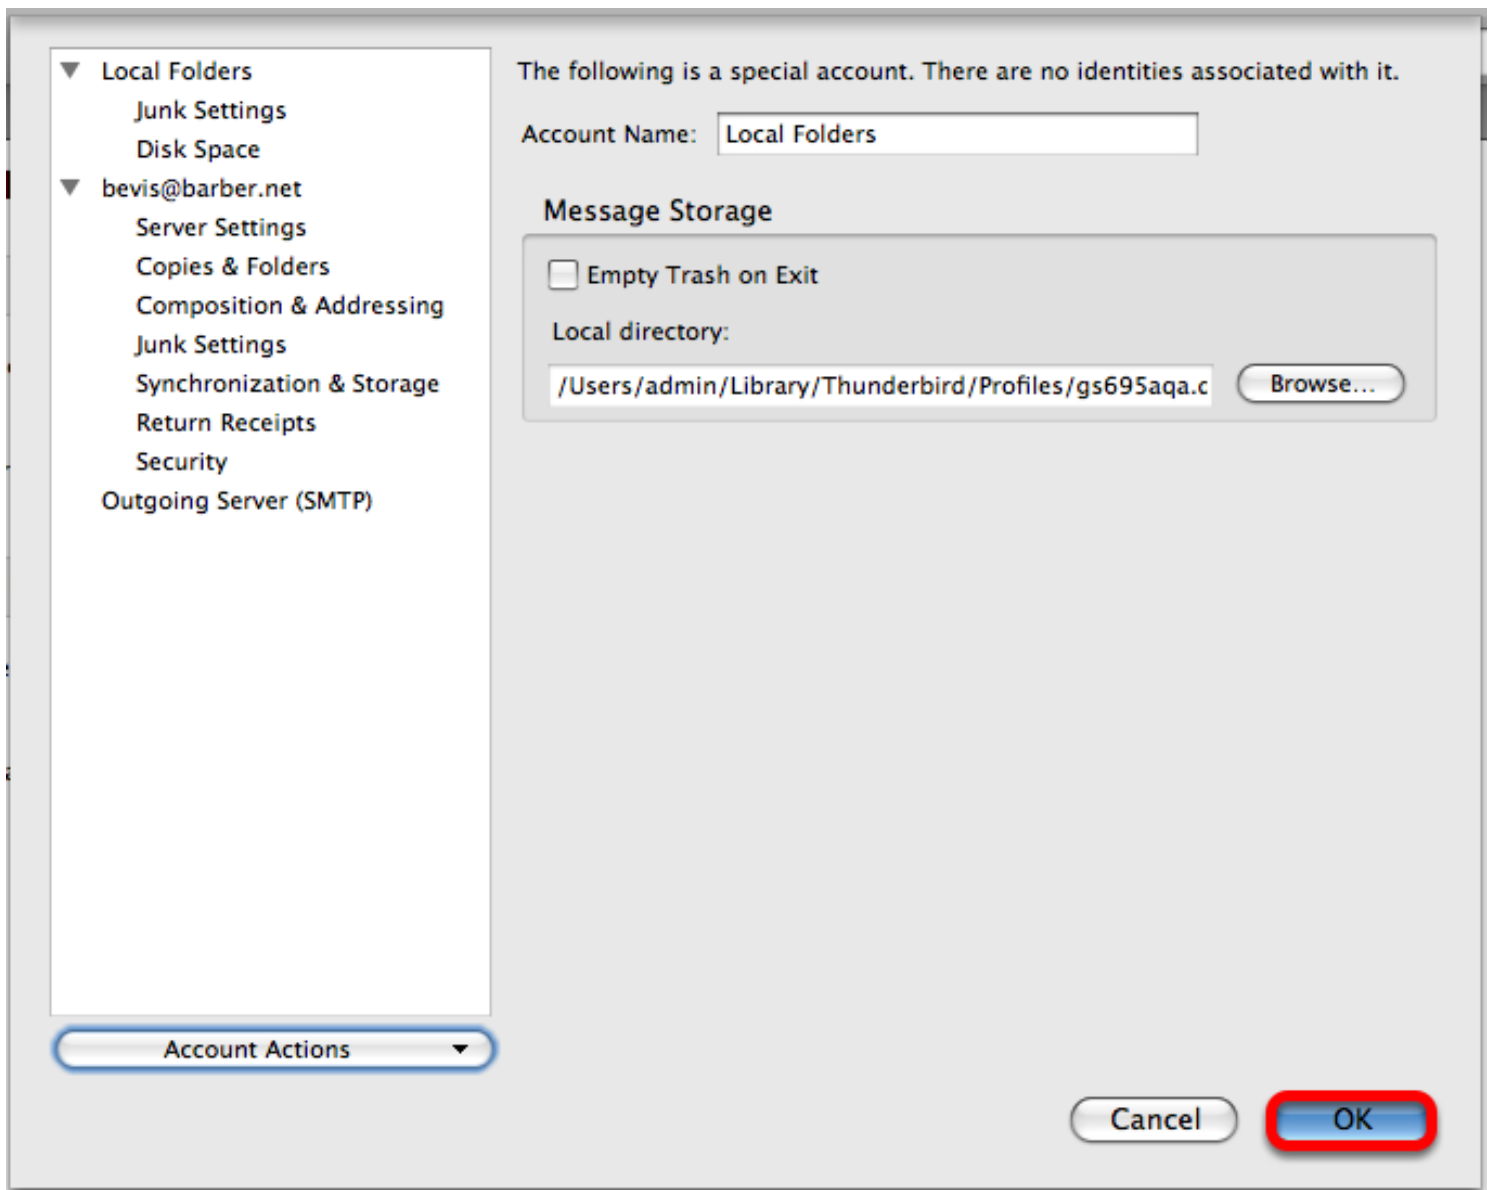 Local Folders
Junk Settings
Disk Space
bevis@barber.net
Server Settings
Copies & Folders
Composition & Addressing
Junk Settings
Synchronization & Storage
Return Receipts
Security
Outgoing Server (SMTP)
Account Actions
The following is a special account. There are no identities associated with it.
Account Name: Local Folders
Message Storage
Empty Trash on Exit
Local directory:
/Users/admin/Library/Thunderbird/Profiles/gs695aqa.c Browse...
Cancel OK